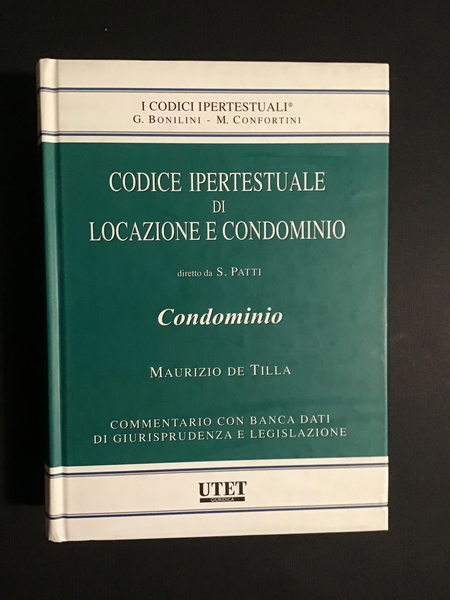 I CODICI IPERTESTUALI®
G. BONILINI - M. CONFORTINI
CODICE IPERTESTUALE
DI
LOCAZIONE E CONDOMINIO
diretto da S. PATTI
Condominio
MAURIZIO DE TILLA
COMMENTARIO CON BANCA DATI
DI GIURISPRUDENZA E LEGISLAZIONE
UTET
GIURIDICA